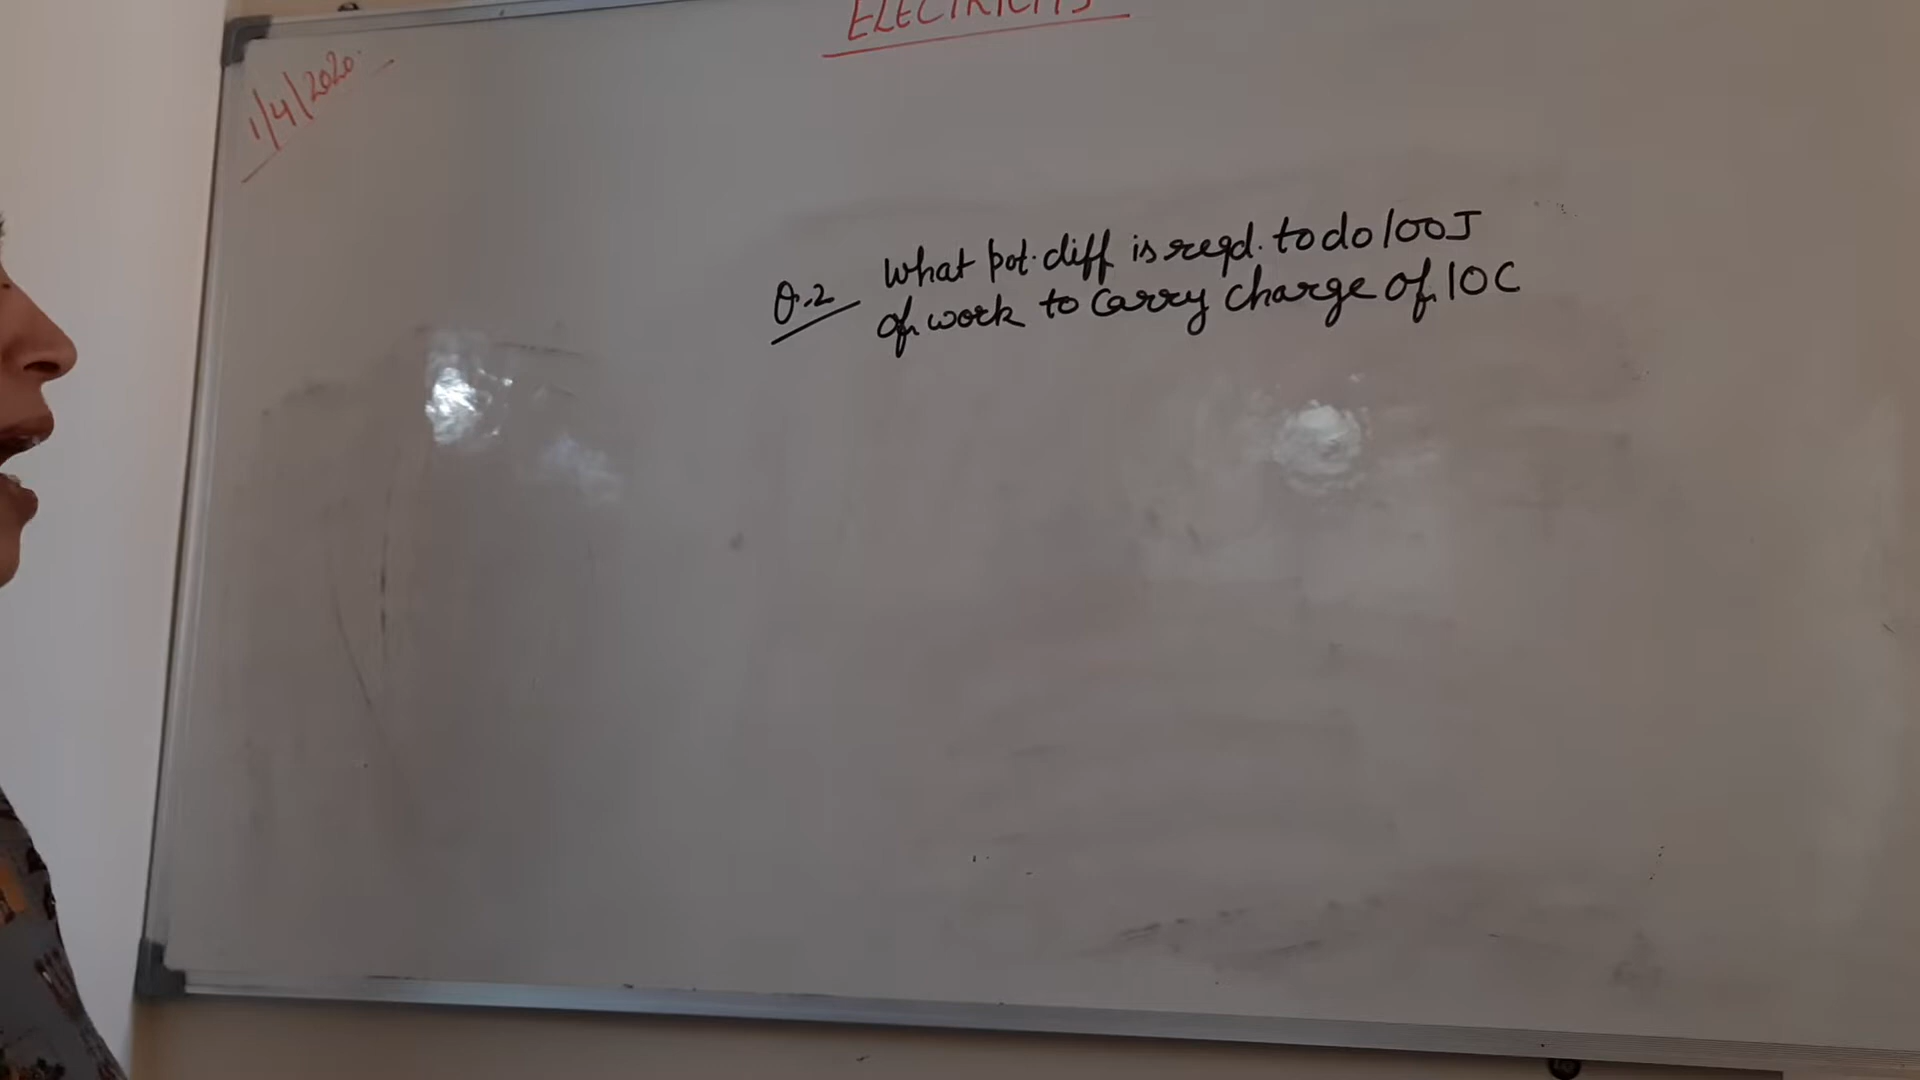 ELECTRICITY
1/4/2020
Q.2 What pot. diff is reqd. to do 100J
of work to carry charge of 10C